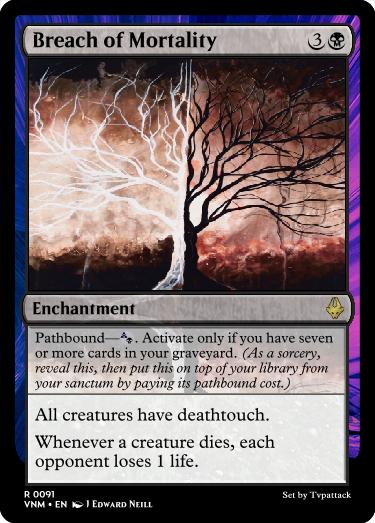 Breach of Mortality 3
Enchantment
Pathbound—. Activate only if you have seven
or more cards in your graveyard. (As a sorcery,
reveal this, then put this on top of your library from
your sanctum by paying its pathbound cost.)
All creatures have deathtouch.
Whenever a creature dies, each
opponent loses 1 life.
R 0091
VNM • EN J Edward Neill
Set by Tvpattack